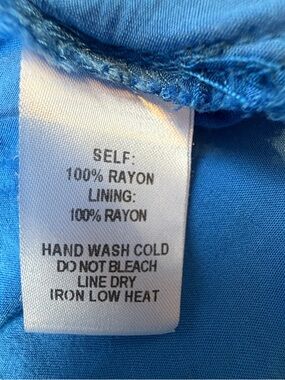 SELF:
100% RAYON
LINING:
100% RAYON
HAND WASH COLD
DO NOT BLEACH
LINE DRY
IRON LOW HEAT